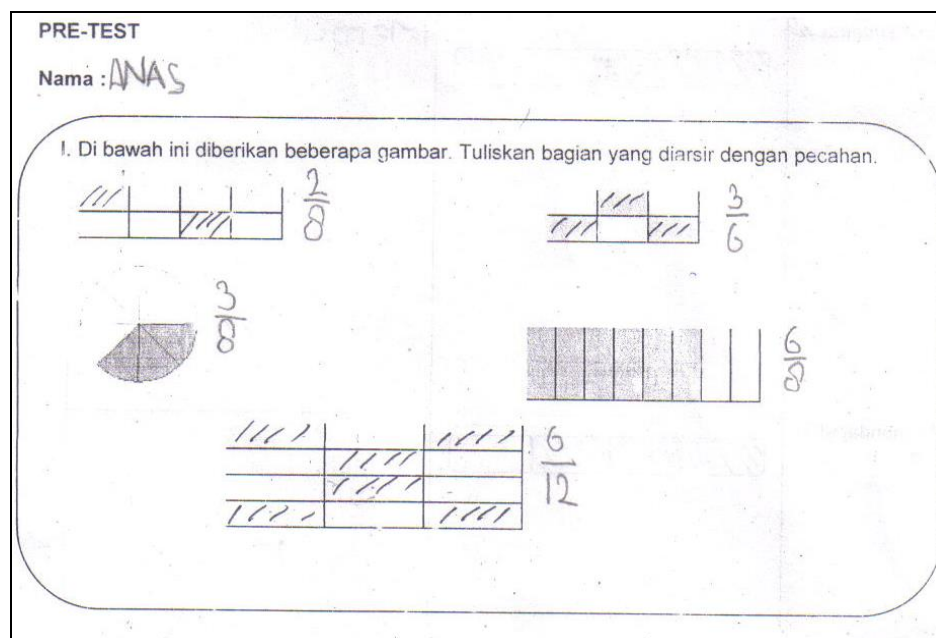 PRE-TEST
Nama : ANAS
I. Di bawah ini diberikan beberapa gambar. Tuliskan bagian yang diarsir dengan pecahan.
2/8
3/6
3/8
6/8
6/12